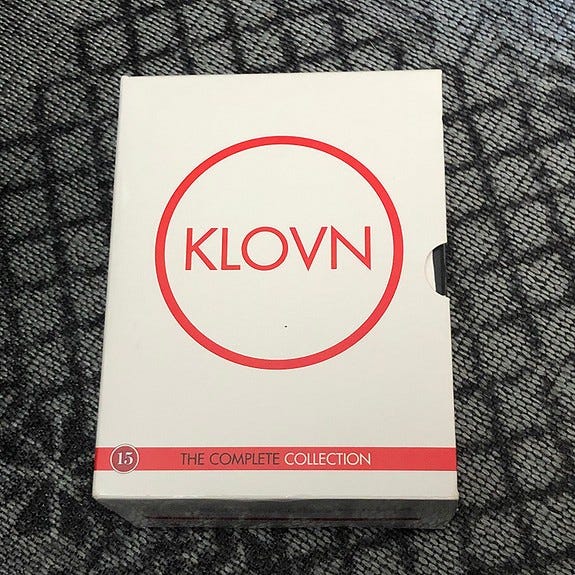 KLOVN
15 THE COMPLETE COLLECTION